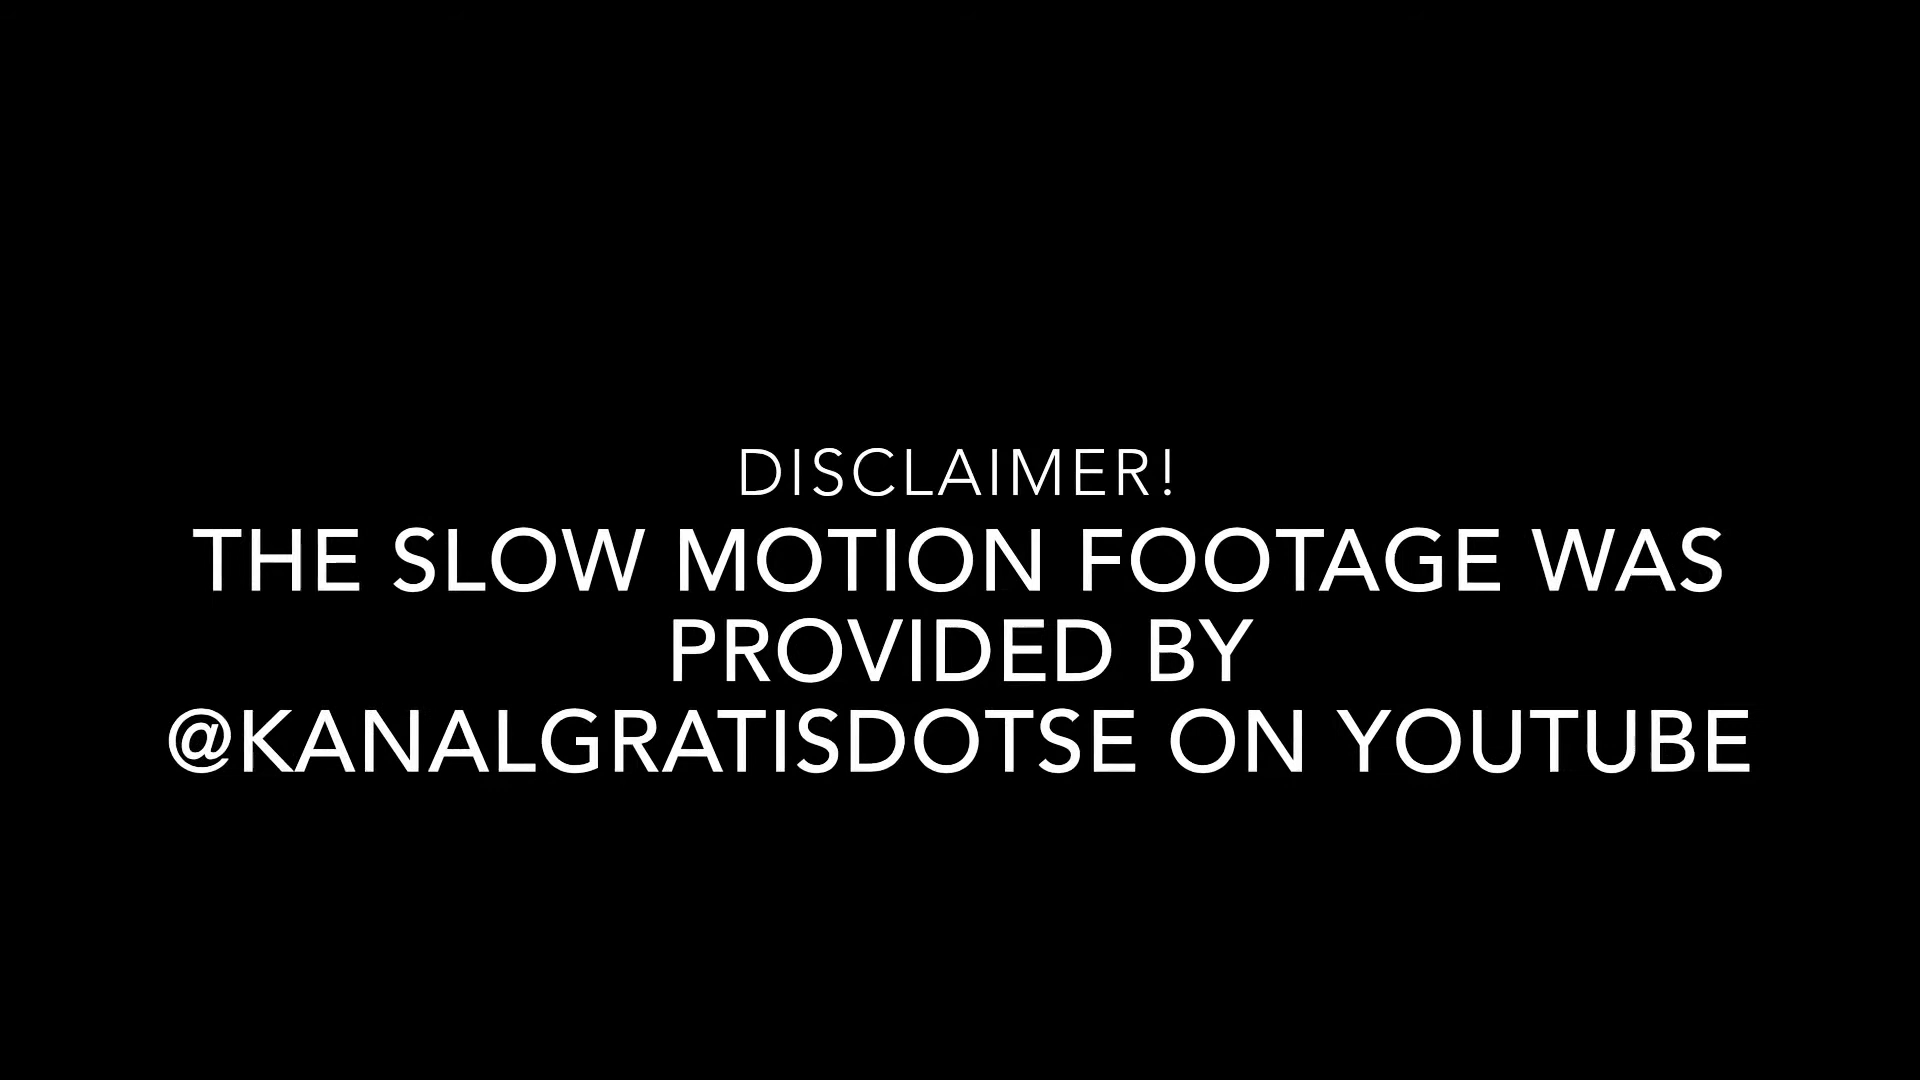 DISCLAIMER!
THE SLOW MOTION FOOTAGE WAS
PROVIDED BY
@KANALGRATISDOTSE ON YOUTUBE